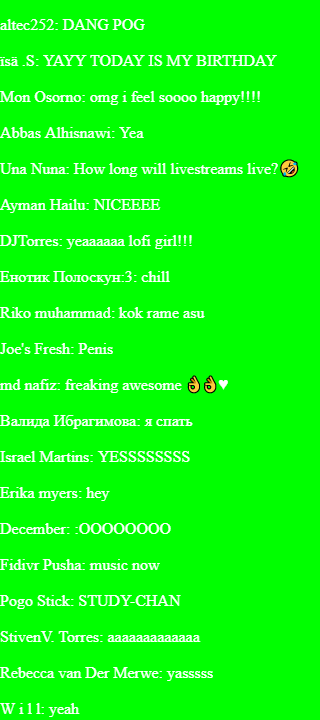 altec252: DANG POG
ïsä .S: YAYY TODAY IS MY BIRTHDAY
Mon Osorno: omg i feel soooo happy!!!!
Abbas Alhisnawi: Yea
Una Nuna: How long will livestreams live?🤣
Ayman Hailu: NICEEEE
DJTorres: yeaaaaaa lofi girl!!!
Енотик Полоскун:3: chill
Riko muhammad: kok rame asu
Joe's Fresh: Penis
md nafiz: freaking awesome 👌👌♥
Валида Ибрагимова: я спать
Israel Martins: YESSSSSSSS
Erika myers: hey
December: :OOOOOOOO
Fidivr Pusha: music now
Pogo Stick: STUDY-CHAN
StivenV. Torres: aaaaaaaaaaaaa
Rebecca van Der Merwe: yasssss
W i l l: yeah